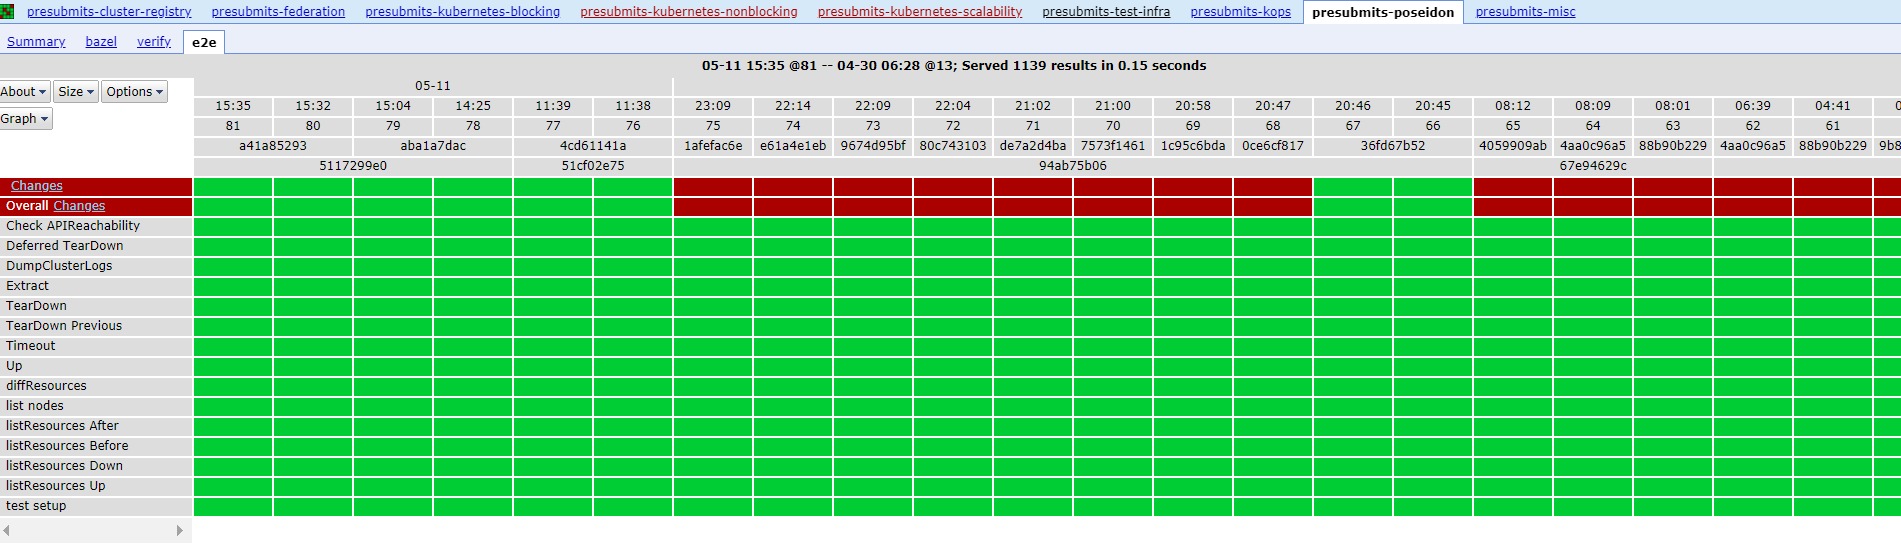 presubmits-cluster-registry presubmits-federation presubmits-kubernetes-blocking presubmits-kubernetes-nonblocking presubmits-kubernetes-scalability presubmits-test-infra presubmits-kops presubmits-poseidon presubmits-misc
Summary bazel verify e2e
05-11 15:35 @81 -- 04-30 06:28 @13; Served 1139 results in 0.15 seconds
About Size Options
Graph
05-11
15:35 15:32 15:04 14:25 11:39 11:38 23:09 22:14 22:09 22:04 21:02 21:00 20:58 20:47 20:46 20:45 08:12 08:09 08:01 06:39 04:41
81 80 79 78 77 76 75 74 73 72 71 70 69 68 67 66 65 64 63 62 61
a41a85293 aba1a7dac 4cd61141a 1afefac6e e61a4e1eb 9674d95bf 80c743103 de7a2d4ba 7573f1461 1c95c6bda 0ce6cf817 36fd67b52 4059909ab 4aa0c96a5 88b90b229 4aa0c96a5 88b90b229 9b8
5117299e0 51cf02e75 94ab75b06 67e94629c
Changes
Overall Changes
Check APIReachability
Deferred TearDown
DumpClusterLogs
Extract
TearDown
TearDown Previous
Timeout
Up
diffResources
list nodes
listResources After
listResources Before
listResources Down
listResources Up
test setup